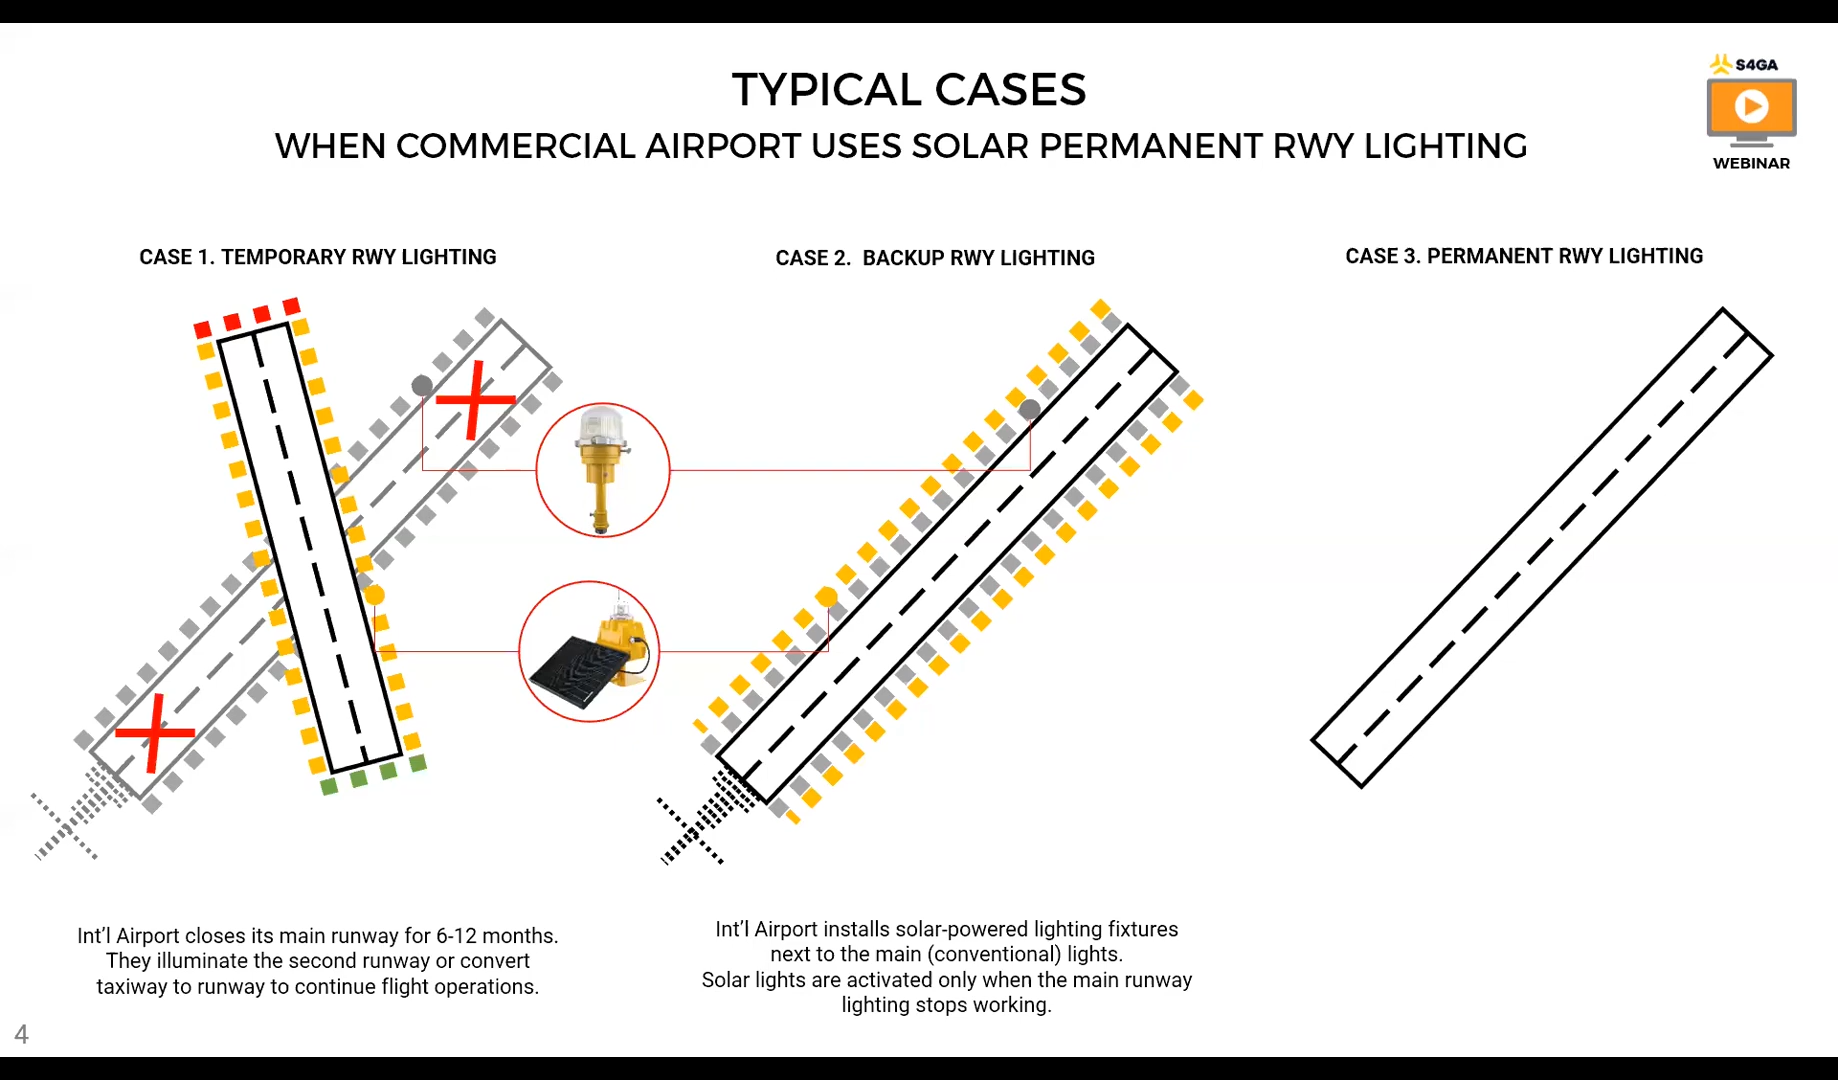 TYPICAL CASES
WHEN COMMERCIAL AIRPORT USES SOLAR PERMANENT RWY LIGHTING
S4GA
WEBINAR
CASE 1. TEMPORARY RWY LIGHTING
CASE 2. BACKUP RWY LIGHTING
CASE 3. PERMANENT RWY LIGHTING
Int'l Airport closes its main runway for 6-12 months.
They illuminate the second runway or convert
taxiway to runway to continue flight operations.
Int'l Airport installs solar-powered lighting fixtures
next to the main (conventional) lights.
Solar lights are activated only when the main runway
lighting stops working.
4